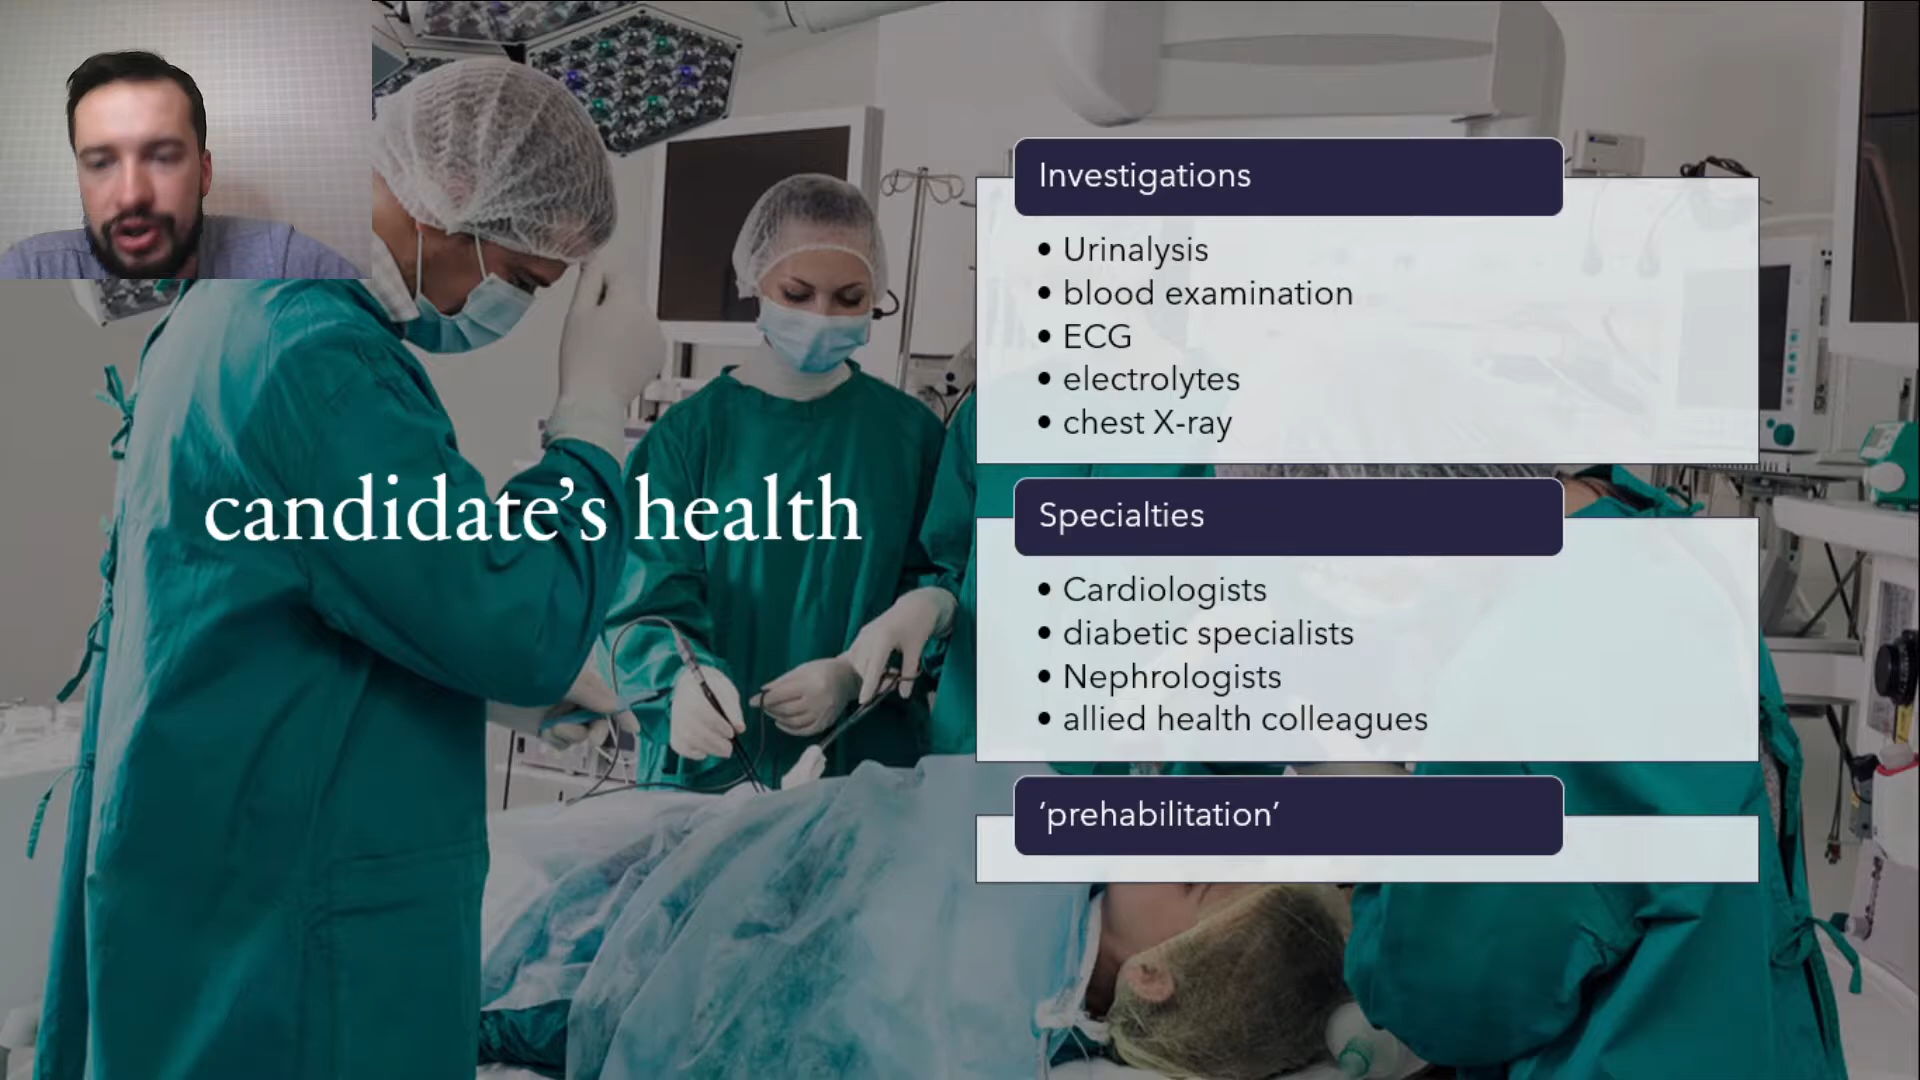 candidate’s health
Investigations
• Urinalysis
• blood examination
• ECG
• electrolytes
• chest X-ray
Specialties
• Cardiologists
• diabetic specialists
• Nephrologists
• allied health colleagues
‘prehabilitation’